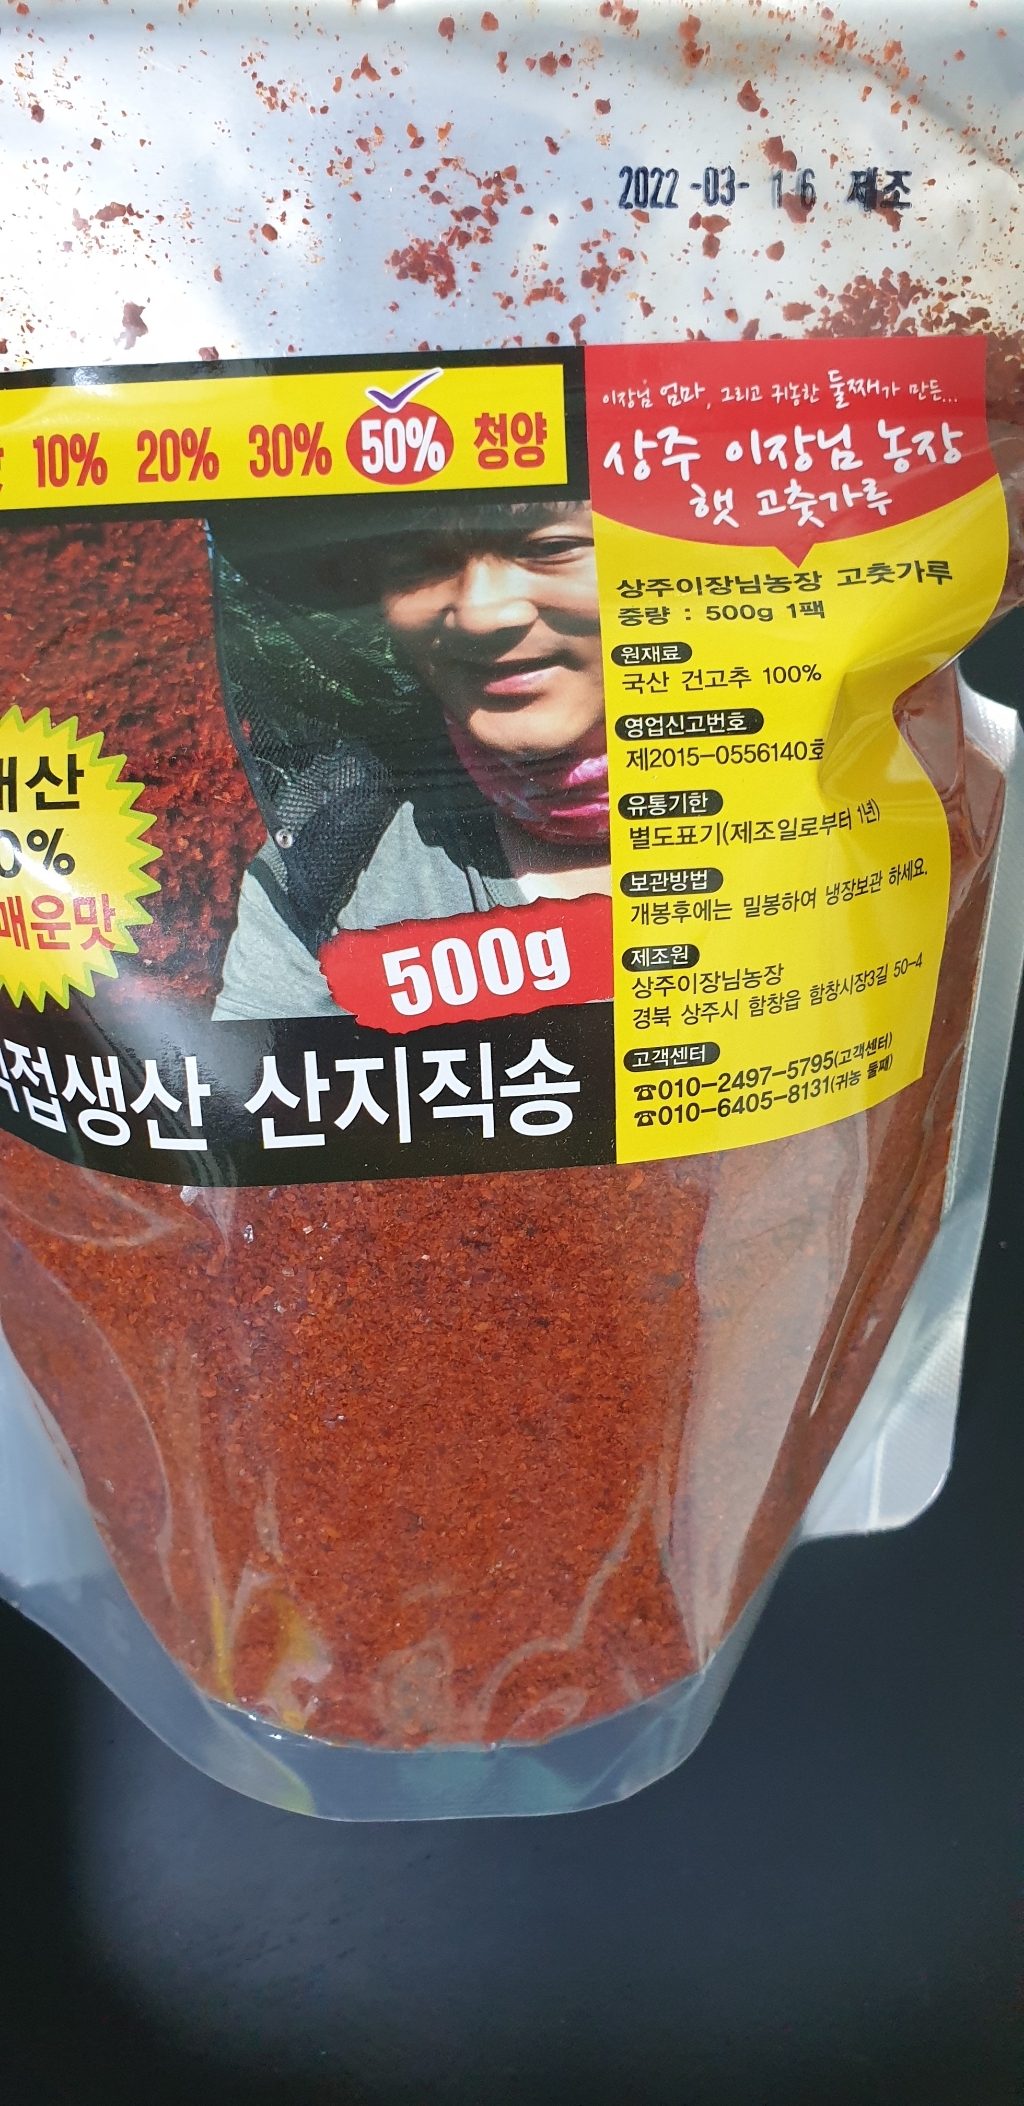 2022-03-16 제조
10% 20% 30% 50% 청양
이장님 엄마, 그리고 귀농한 둘째가 만든...
상주 이장님 농장
햇 고춧가루
상주이장님농장 고춧가루
중량 : 500g 1팩
원재료
국산 건고추 100%
영업신고번호
제2015-0556140호
유통기한
별도표기(제조일로부터 1년)
보관방법
개봉후에는 밀봉하여 냉장보관 하세요.
제조원
상주이장님농장
경북 상주시 함창읍 함창시장3길 50-4
고객센터
☎010-2497-5795(고객센터)
☎010-6405-8131(귀농 둘째)
산
0%
매운맛
500g
접생산 산지직송